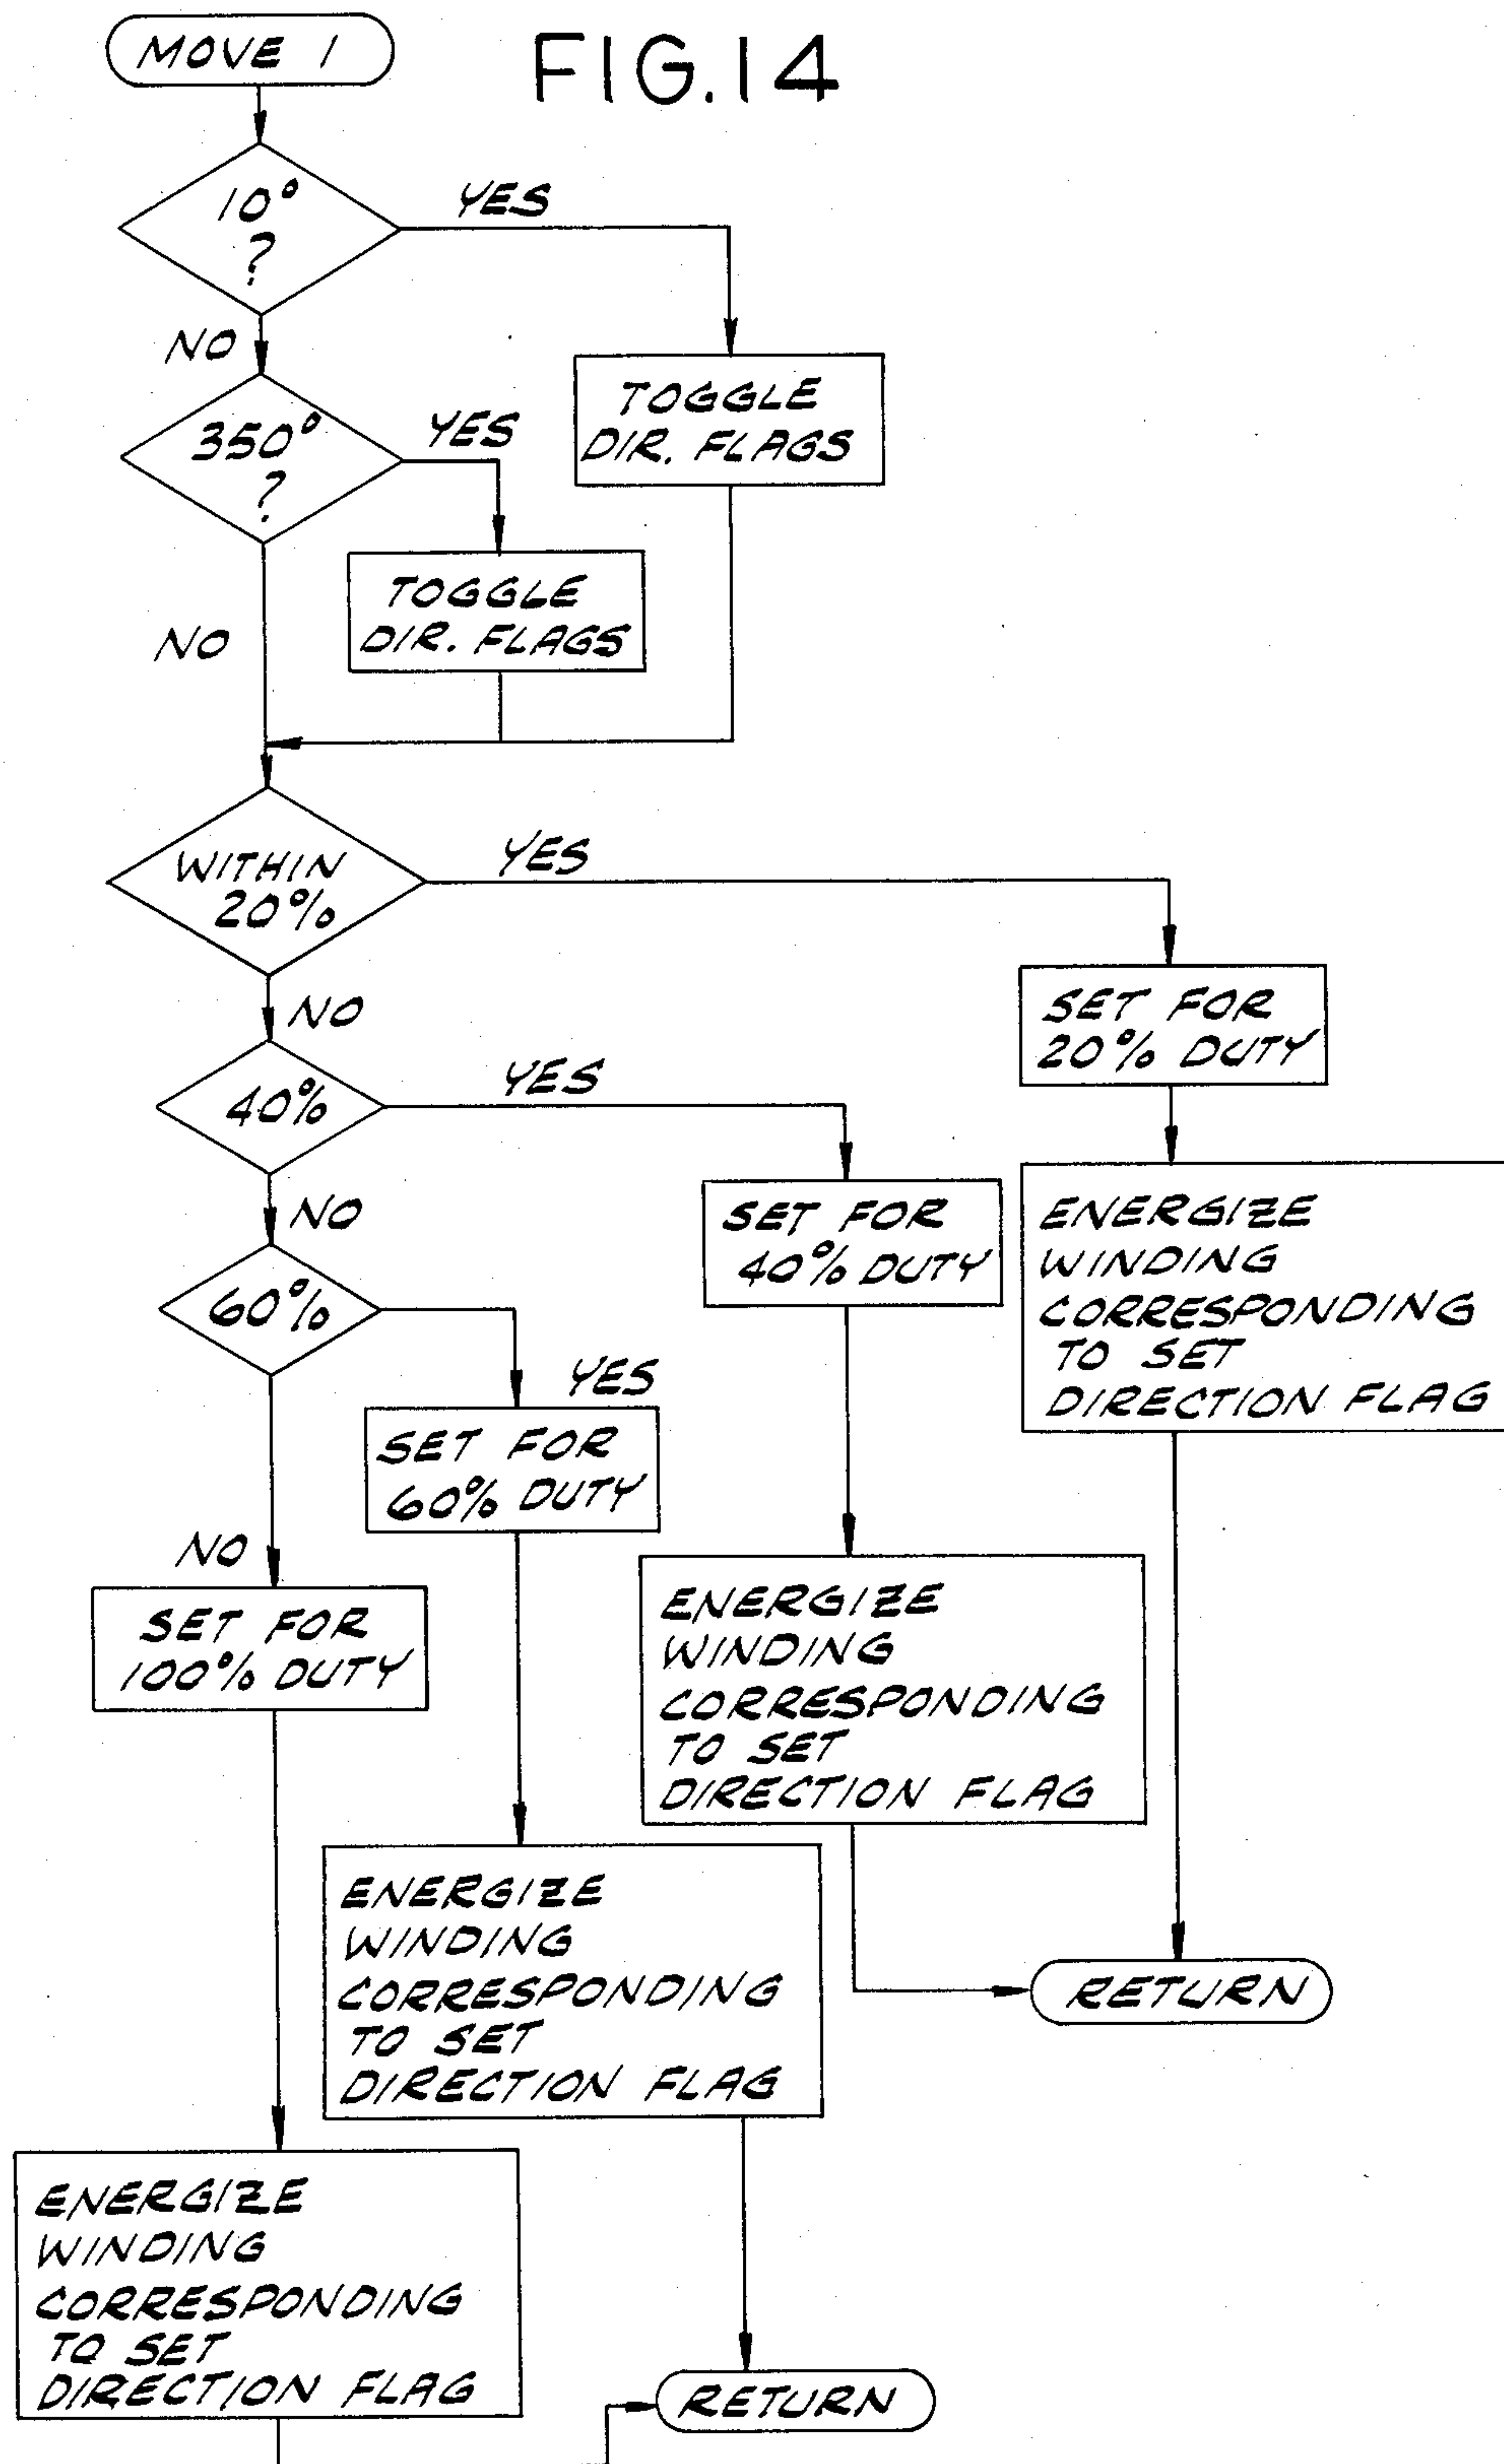 MOVE 1
FIG.14
10°
?
YES
NO
350°
?
YES
TOGGLE
DIR. FLAGS
TOGGLE
DIR. FLAGS
NO
WITHIN
20%
YES
NO
SET FOR
20% DUTY
40%
YES
NO
SET FOR
40% DUTY
ENERGIZE
WINDING
CORRESPONDING
TO SET
DIRECTION FLAG
60%
YES
SET FOR
60% DUTY
NO
SET FOR
100% DUTY
ENERGIZE
WINDING
CORRESPONDING
TO SET
DIRECTION FLAG
ENERGIZE
WINDING
CORRESPONDING
TO SET
DIRECTION FLAG
RETURN
ENERGIZE
WINDING
CORRESPONDING
TO SET
DIRECTION FLAG
RETURN